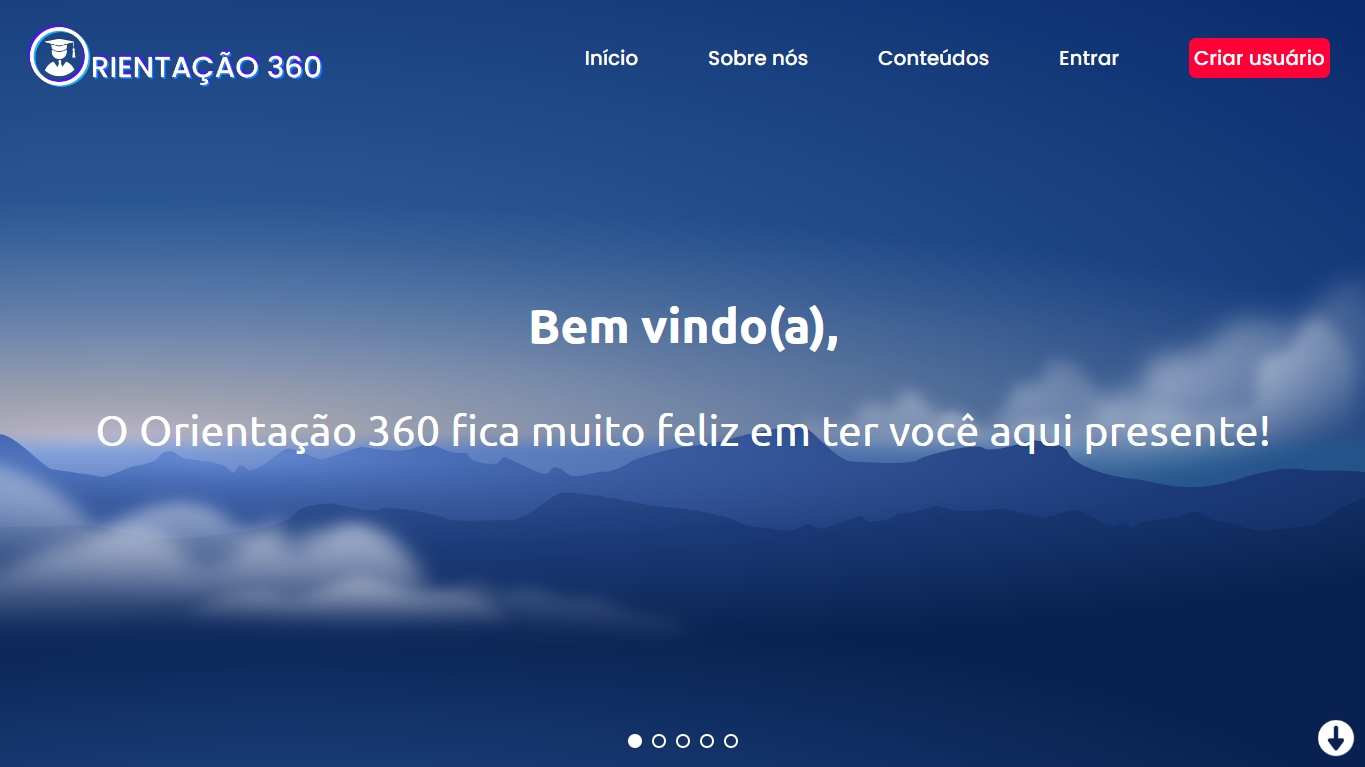 RIENTAÇÃO 360
Início
Sobre nós
Conteúdos
Entrar
Criar usuário
Bem vindo(a),
O Orientação 360 fica muito feliz em ter você aqui presente!